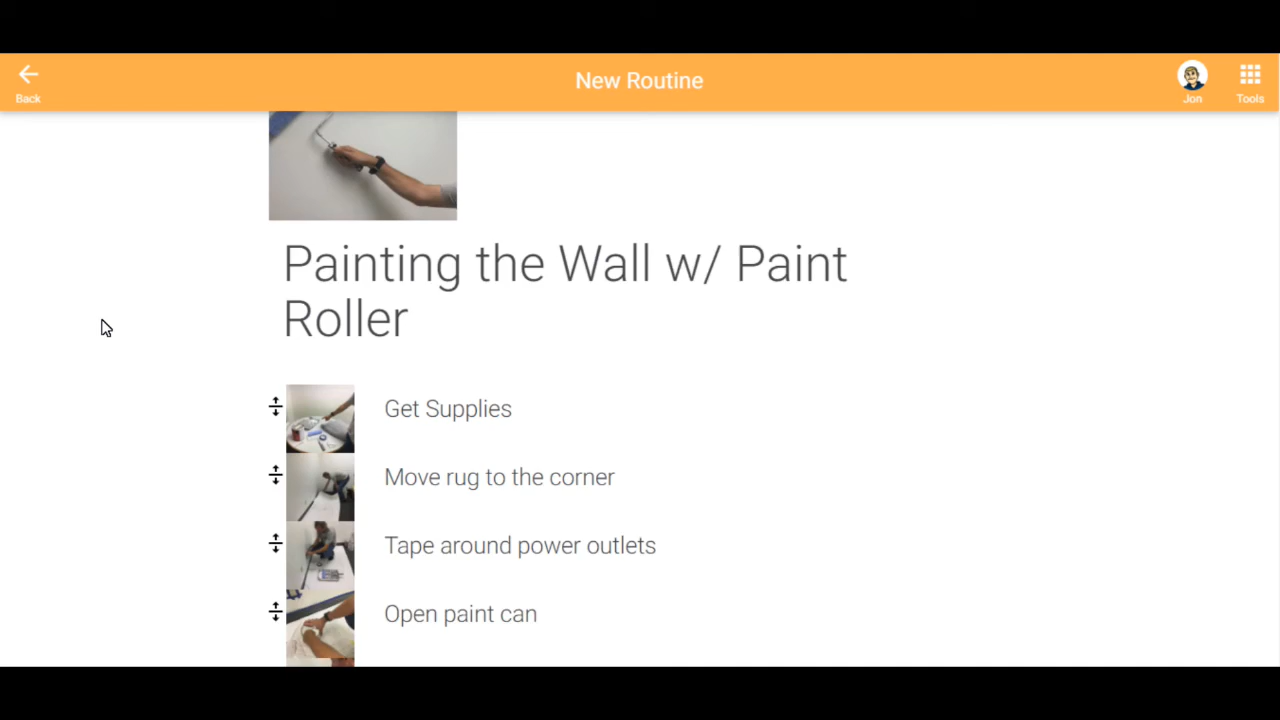 Back
New Routine
Jon
Tools
Painting the Wall w/ Paint
Roller
Get Supplies
Move rug to the corner
Tape around power outlets
Open paint can